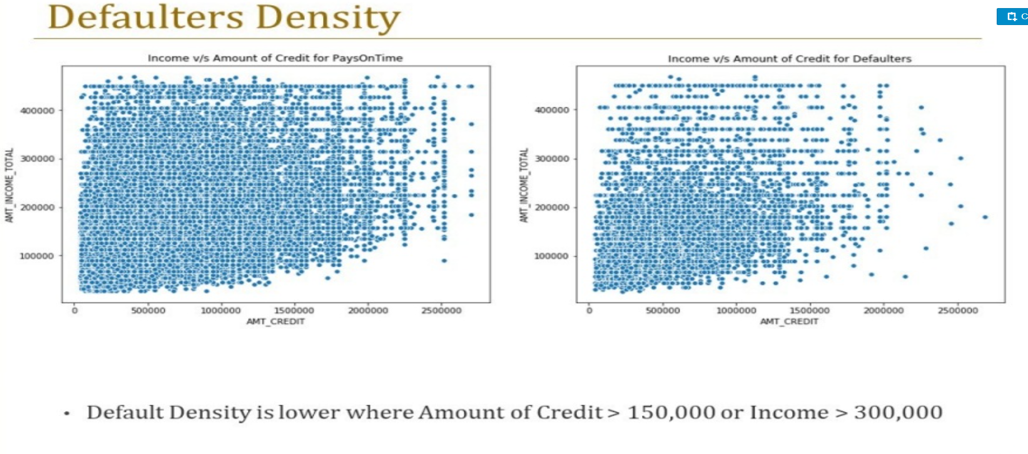 Defaulters Density
Income v/s Amount of Credit for PaysOnTime
AMT_INCOME_TOTAL
400000
300000
200000
100000
0 500000 1000000 1500000 2000000 2500000
AMT_CREDIT
Income v/s Amount of Credit for Defaulters
AMT_INCOME_TOTAL
400000
300000
200000
100000
0 500000 1000000 1500000 2000000 2500000
AMT_CREDIT
• Default Density is lower where Amount of Credit > 150,000 or Income > 300,000